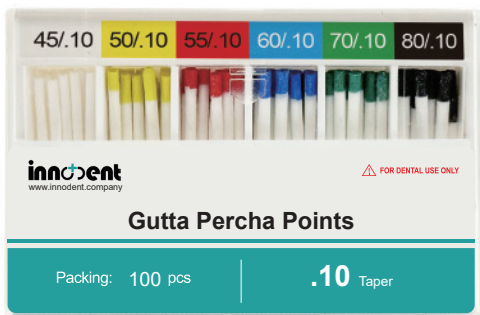 45/.10 50/.10 55/.10 60/.10 70/.10 80/.10
innodent
www.innodent.company
FOR DENTAL USE ONLY
Gutta Percha Points
Packing: 100 pcs .10 Taper